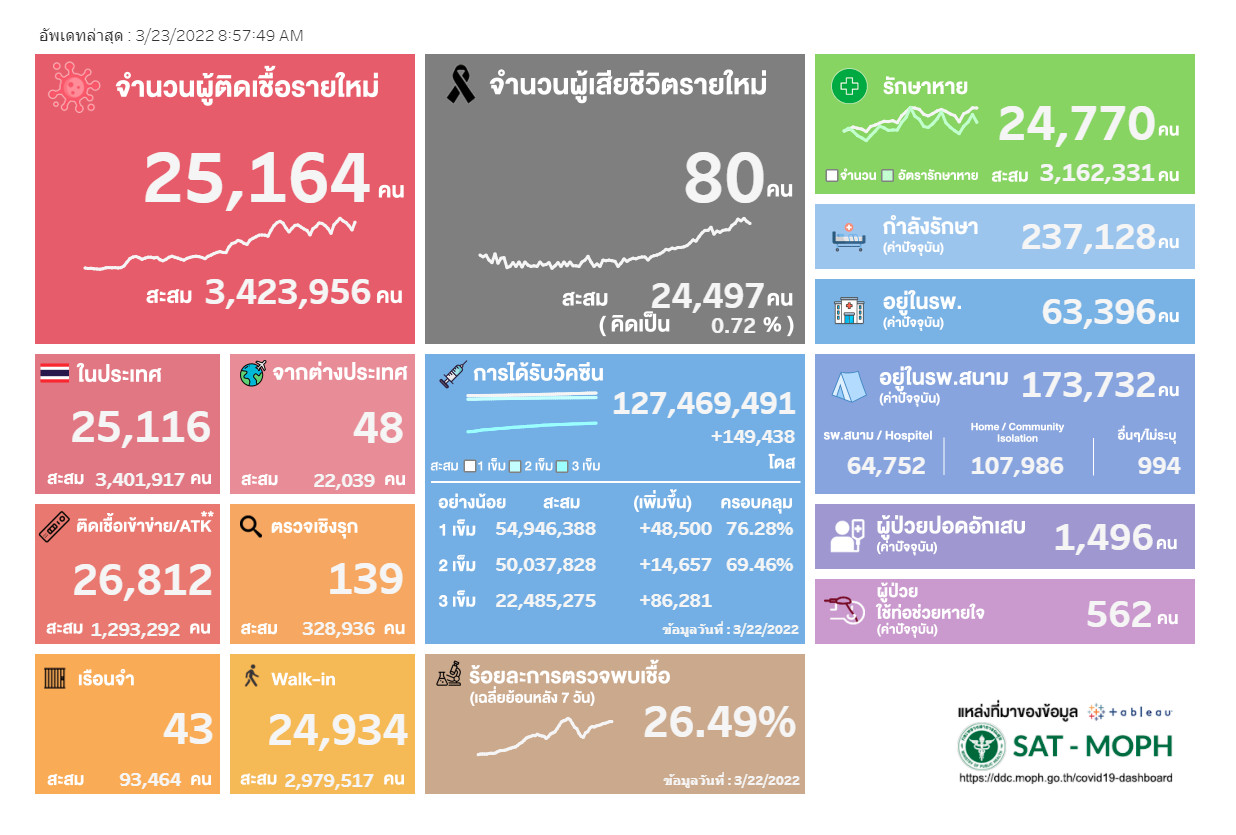 อัพเดทล่าสุด : 3/23/2022 8:57:49 AM
จำนวนผู้ติดเชื้อรายใหม่
25,164 คน
สะสม 3,423,956 คน
จำนวนผู้เสียชีวิตรายใหม่
80 คน
สะสม 24,497 คน
( คิดเป็น 0.72 % )
รักษาหาย
24,770 คน
จำนวน อัตรารักษาหาย สะสม 3,162,331 คน
กำลังรักษา
(ค่าปัจจุบัน)
237,128 คน
อยู่ในรพ.
(ค่าปัจจุบัน)
63,396 คน
ในประเทศ
25,116
สะสม 3,401,917 คน
จากต่างประเทศ
48
สะสม 22,039 คน
การได้รับวัคซีน
127,469,491
+149,438
โดส
สะสม 1 เข็ม 2 เข็ม 3 เข็ม
อย่างน้อย สะสม (เพิ่มขึ้น) ครอบคลุม
1 เข็ม 54,946,388 +48,500 76.28%
2 เข็ม 50,037,828 +14,657 69.46%
3 เข็ม 22,485,275 +86,281
ข้อมูลวันที่ : 3/22/2022
อยู่ในรพ.สนาม
(ค่าปัจจุบัน)
173,732 คน
รพ.สนาม / Hospitel
64,752
Home / Community
Isolation
107,986
อื่นๆ/ไม่ระบุ
994
ติดเชื้อเข้าข่าย/ATK**
26,812
สะสม 1,293,292 คน
ตรวจเชิงรุก
139
สะสม 328,936 คน
ผู้ป่วยปอดอักเสบ
(ค่าปัจจุบัน)
1,496 คน
ผู้ป่วย
ใช้ท่อช่วยหายใจ
(ค่าปัจจุบัน)
562 คน
เรือนจำ
43
สะสม 93,464 คน
Walk-in
24,934
สะสม 2,979,517 คน
ร้อยละการตรวจพบเชื้อ
(เฉลี่ยย้อนหลัง 7 วัน)
26.49%
ข้อมูลวันที่ : 3/22/2022
แหล่งที่มาของข้อมูล +ableau
SAT - MOPH
https://ddc.moph.go.th/covid19-dashboard